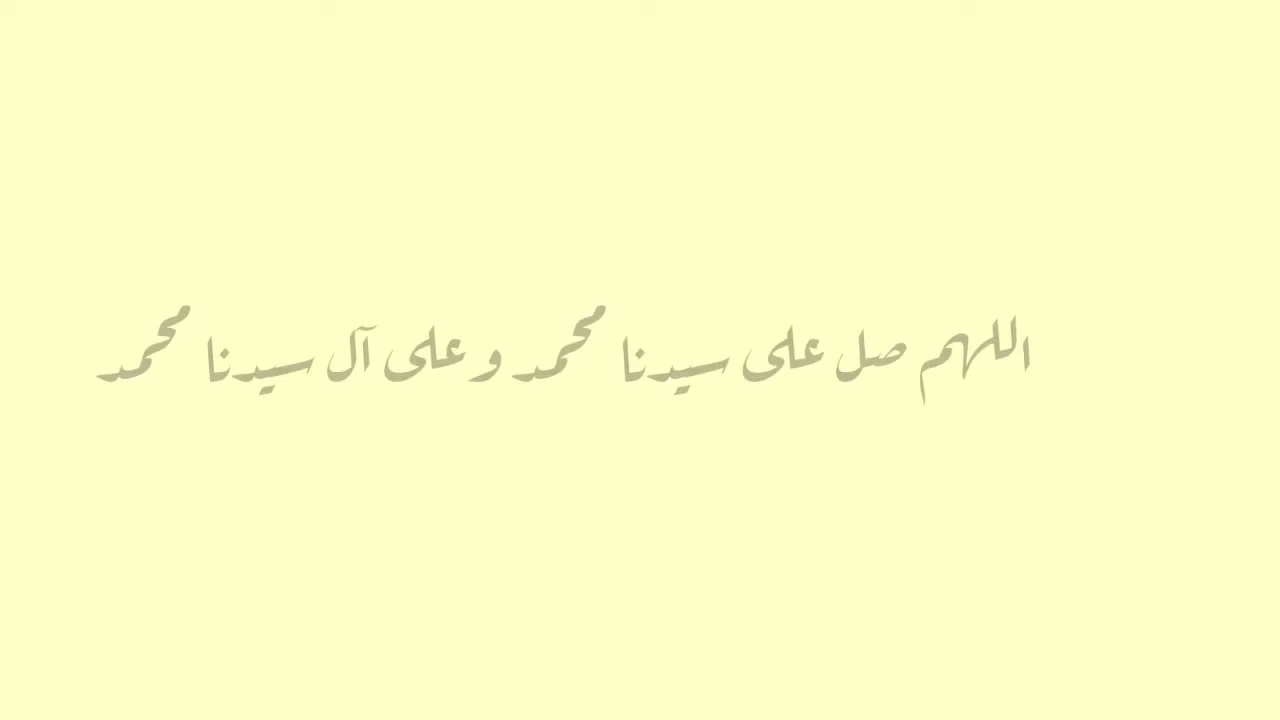 اللهم صل على سيدنا محمد و على آل سيدنا محمد